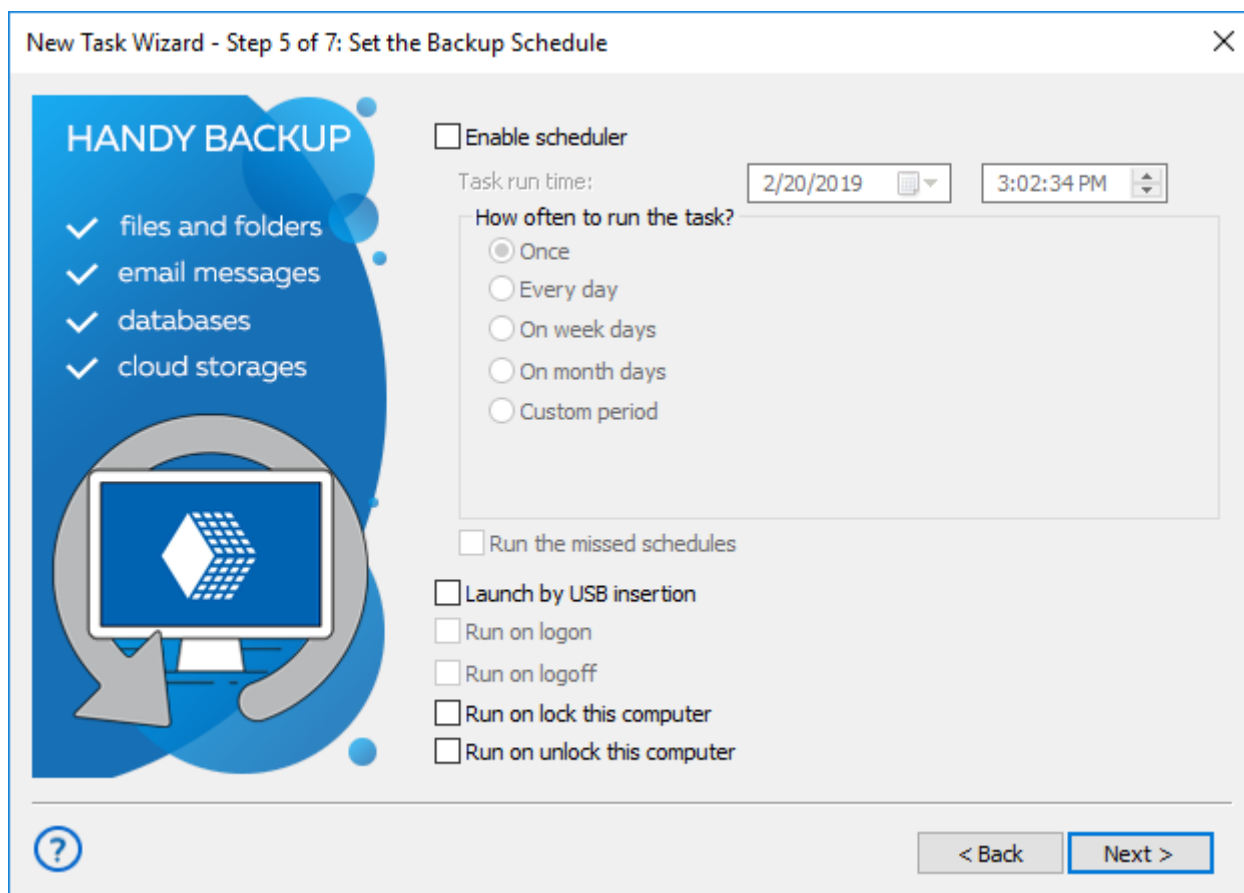 New Task Wizard - Step 5 of 7: Set the Backup Schedule
HANDY BACKUP
files and folders
email messages
databases
cloud storages
Enable scheduler
Task run time: 2/20/2019 3:02:34 PM
How often to run the task?
Once
Every day
On week days
On month days
Custom period
Run the missed schedules
Launch by USB insertion
Run on logon
Run on logoff
Run on lock this computer
Run on unlock this computer
?
< Back Next >